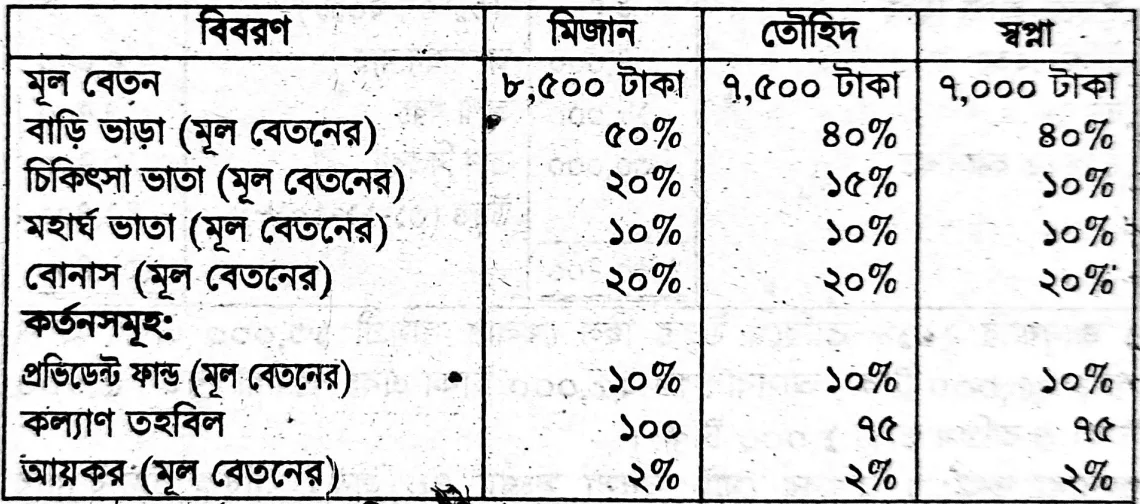 বিবরণ মিজান তৌহিদ স্বপ্না
মূল বেতন ৮,৫০০ টাকা ৭,৫০০ টাকা ৭,০০০ টাকা
বাড়ি ভাড়া (মূল বেতনের) ৫০% ৪০% ৪০%
চিকিৎসা ভাতা (মূল বেতনের) ২০% ১৫% ১০%
মহার্ঘ ভাতা (মূল বেতনের) ১০% ১০% ১০%
বোনাস (মূল বেতনের) ২০% ২০% ২০%
কর্তনসমূহ:
প্রভিডেন্ট ফান্ড (মূল বেতনের) ১০% ১০% ১০%
কল্যাণ তহবিল ১০০ ৭৫ ৭৫
আয়কর (মূল বেতনের) ২% ২% ২%